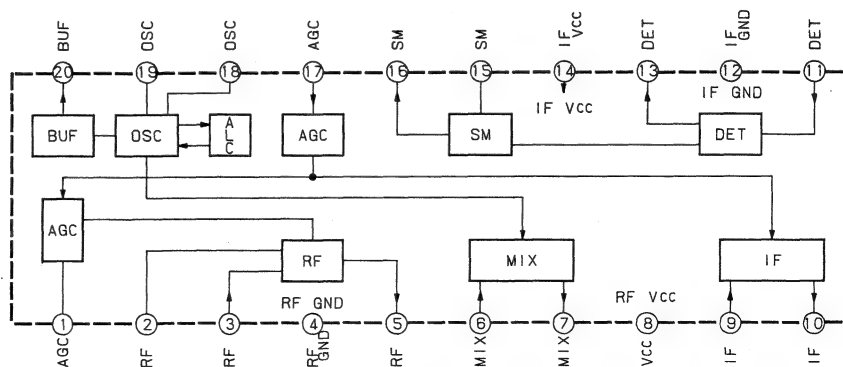 BUF OSC OSC AGC SM SM IF VCC DET IF GND DET
20 19 18 17 16 15 14 13 12 11
IF VCC IF GND
BUF OSC ALC AGC SM DET
AGC
RF MIX IF
RF GND RF VCC
1 2 3 4 5 6 7 8 9 10
AGC RF RF RF GND RF MIX MIX VCC IF IF